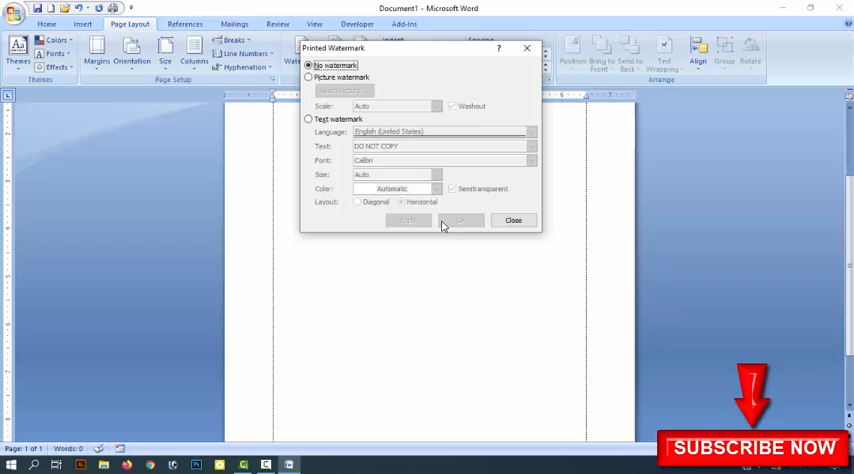 Document1 - Microsoft Word
Home Insert Page Layout References Mailings Review View Developer Add-Ins
Themes
Colors
Fonts
Effects
Themes
Margins
Orientation
Size
Columns
Breaks
Line Numbers
Hyphenation
Page Setup
Position
Bring to Front
Send to Back
Text Wrapping
Align
Group
Rotate
Arrange
Printed Watermark
No watermark
Picture watermark
Scale: Auto Washout
Text watermark
Language: English (United States)
Text: DO NOT COPY
Font: Calibri
Size: Auto
Color: Automatic Semitransparent
Layout: Diagonal Horizontal
Apply Close
Page: 1 of 1 Words: 0
SUBSCRIBE NOW